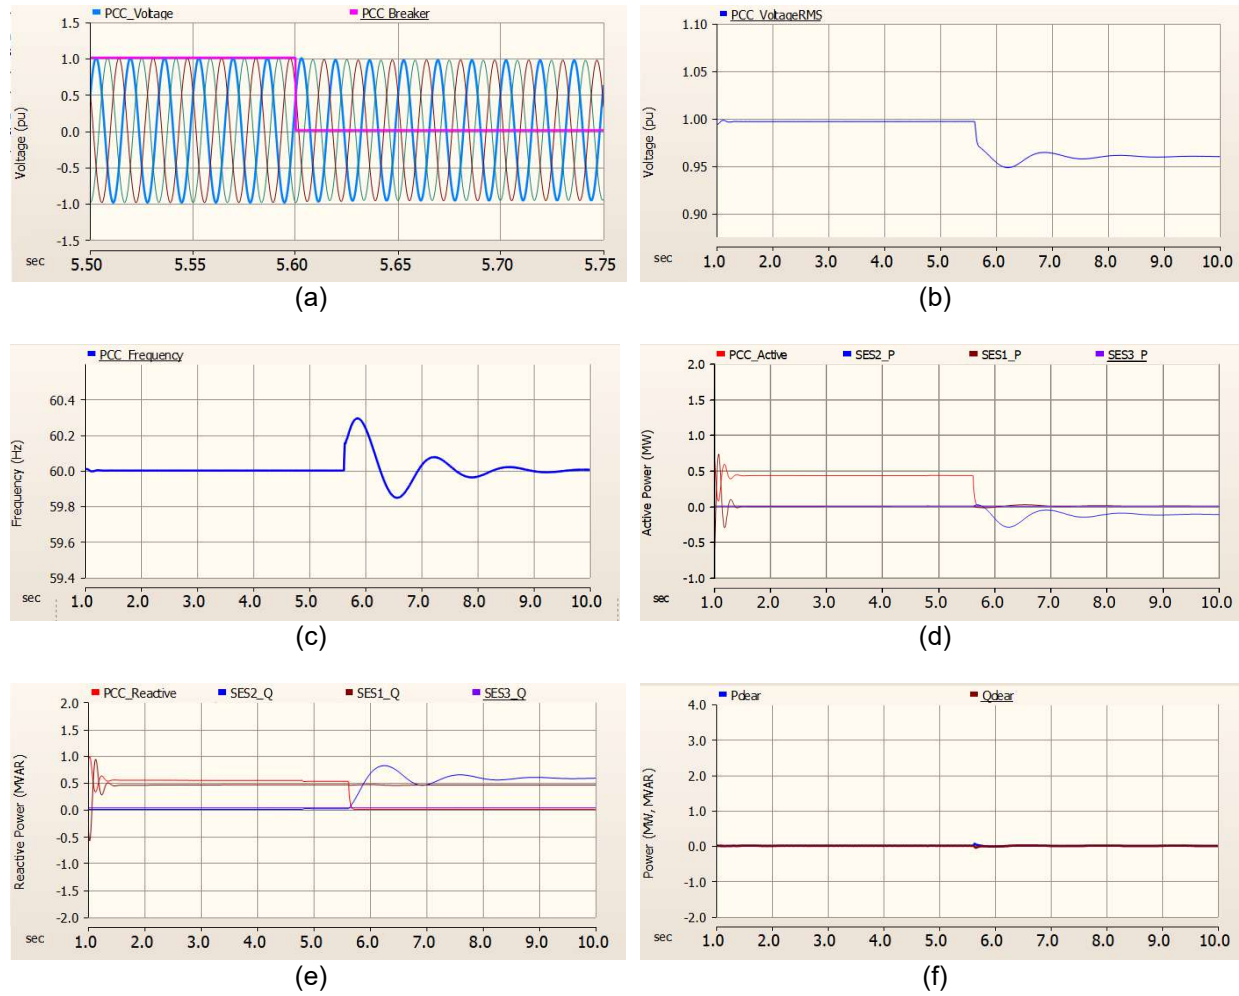 PCC_Voltage PCC Breaker
1.5
1.0
0.5
0.0
-0.5
-1.0
-1.5
Voltage (pu)
sec
5.50 5.55 5.60 5.65 5.70 5.75
(a)
PCC_VoltageRMS
1.10
1.05
1.00
0.95
0.90
Voltage (pu)
sec
1.0 2.0 3.0 4.0 5.0 6.0 7.0 8.0 9.0 10.0
(b)
PCC_Frequency
60.4
60.2
60.0
59.8
59.6
59.4
Frequency (Hz)
sec
1.0 2.0 3.0 4.0 5.0 6.0 7.0 8.0 9.0 10.0
(c)
PCC_Active SES2_P SES1_P SES3_P
2.0
1.5
1.0
0.5
0.0
-0.5
-1.0
Active Power (MW)
sec
1.0 2.0 3.0 4.0 5.0 6.0 7.0 8.0 9.0 10.0
(d)
PCC_Reactive SES2_Q SES1_Q SES3_Q
2.0
1.5
1.0
0.5
0.0
-0.5
-1.0
-1.5
-2.0
Reactive Power (MVAR)
sec
1.0 2.0 3.0 4.0 5.0 6.0 7.0 8.0 9.0 10.0
(e)
Pdear Qdear
4.0
3.0
2.0
1.0
0.0
-1.0
-2.0
Power (MW, MVAR)
sec
1.0 2.0 3.0 4.0 5.0 6.0 7.0 8.0 9.0 10.0
(f)